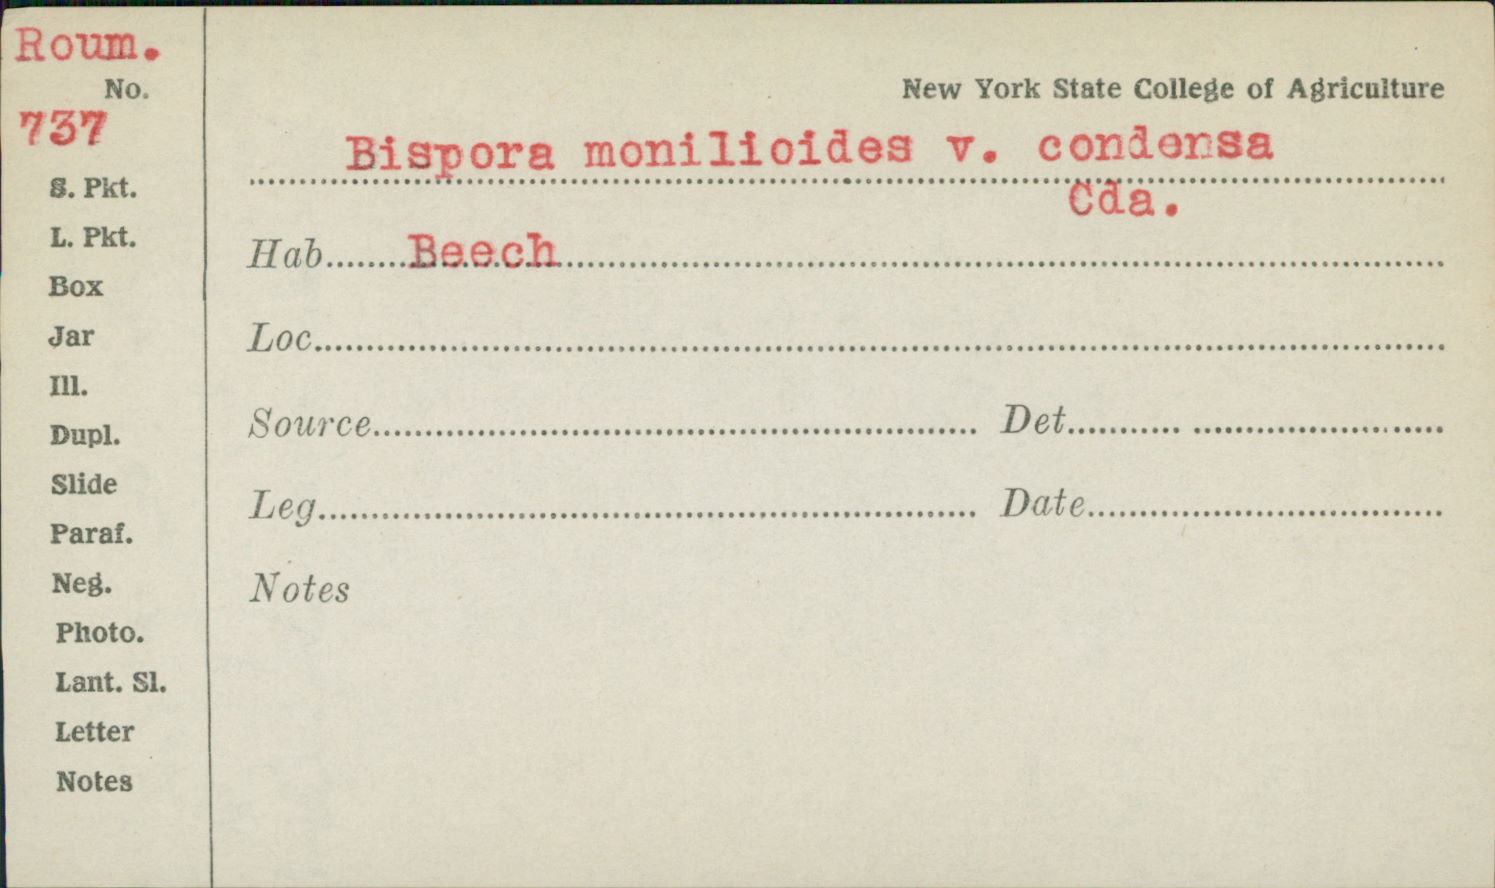 Roum.
No.
737
S. Pkt.
L. Pkt.
Box
Jar
Ill.
Dupl.
Slide
Paraf.
Neg.
Photo.
Lant. Sl.
Letter
Notes
New York State College of Agriculture
Bispora monilioides v. condensa
Cda.
Hab........Beech
Loc.
Source Det.
Leg. Date
Notes